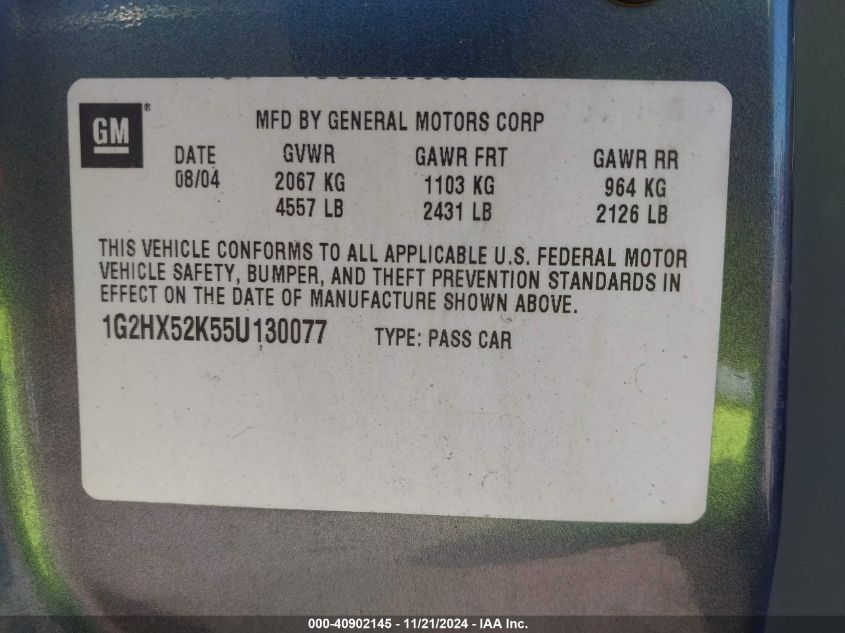 GM ®
MFD BY GENERAL MOTORS CORP
DATE GVWR GAWR FRT GAWR RR
08/04 2067 KG 1103 KG 964 KG
4557 LB 2431 LB 2126 LB
THIS VEHICLE CONFORMS TO ALL APPLICABLE U.S. FEDERAL MOTOR
VEHICLE SAFETY, BUMPER, AND THEFT PREVENTION STANDARDS IN
EFFECT ON THE DATE OF MANUFACTURE SHOWN ABOVE.
1G2HX52K55U130077 TYPE: PASS CAR
000-40902145 - 11/21/2024 - IAA Inc.